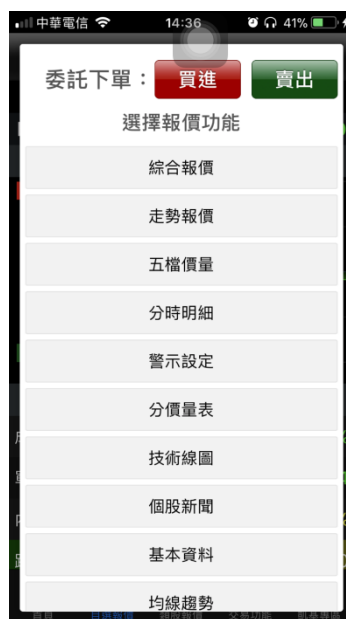 中華電信 14:36 41%
委託下單： 買進 賣出
選擇報價功能
綜合報價
走勢報價
五檔價量
分時明細
警示設定
分價量表
技術線圖
個股新聞
基本資料
均線趨勢